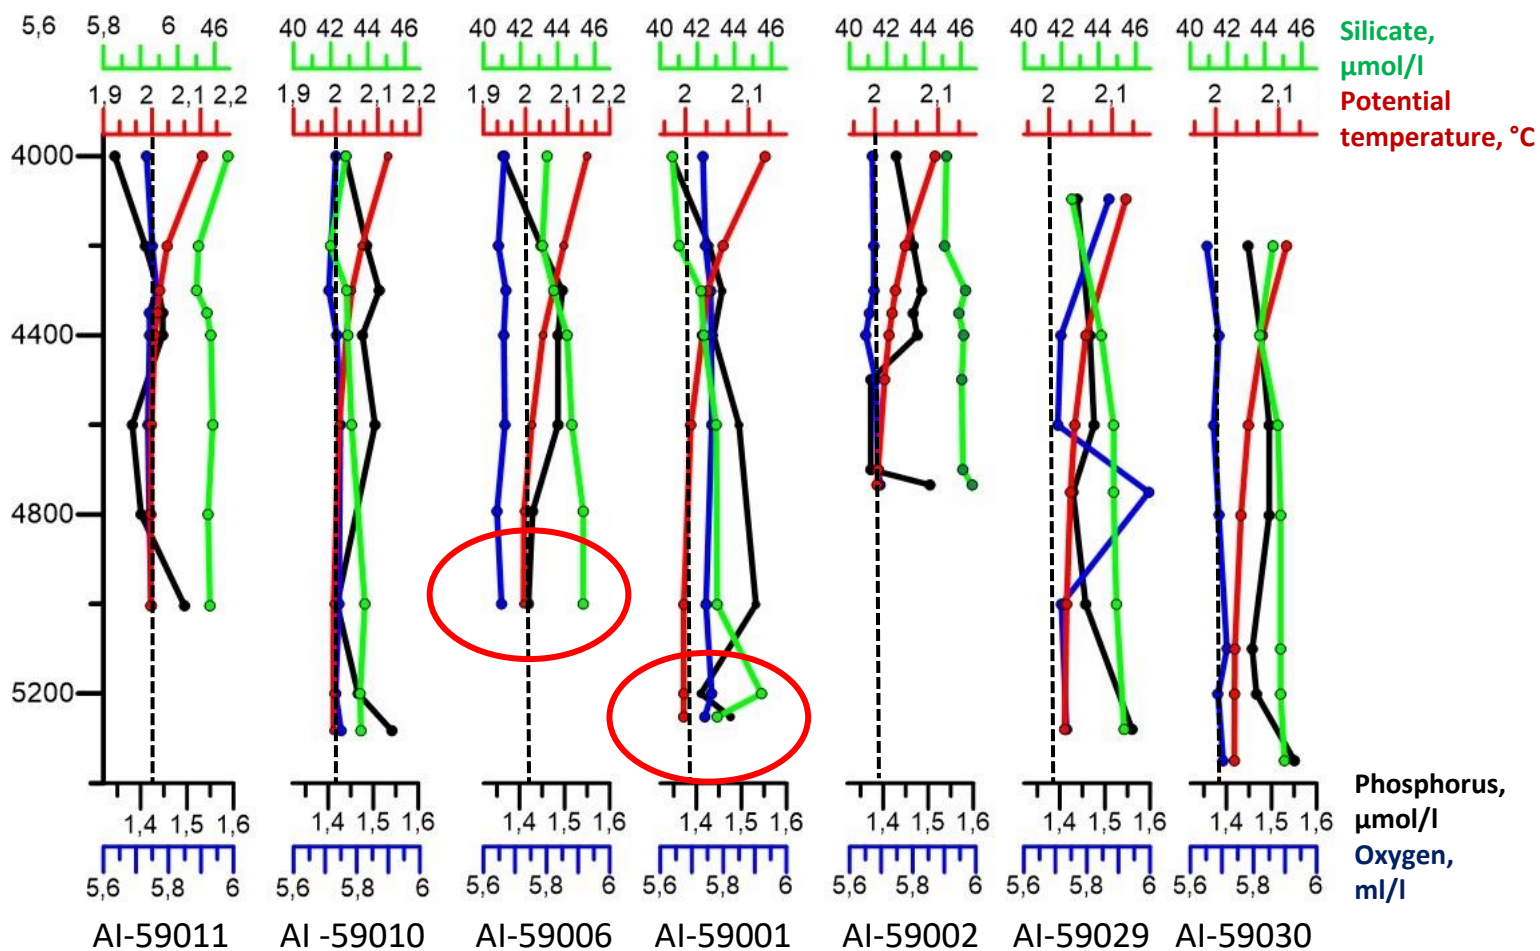 5,6 5,8 6 46 40 42 44 46 40 42 44 46 40 42 44 46 40 42 44 46 40 42 44 46 40 42 44 46
Silicate,
µmol/l
1,9 2 2,1 2,2 1,9 2 2,1 2,2 1,9 2 2,1 2,2 2 2,1 2 2,1 2 2,1 2 2,1
Potential
temperature, °C
4000
4400
4800
5200
Phosphorus,
µmol/l
1,4 1,5 1,6 1,4 1,5 1,6 1,4 1,5 1,6 1,4 1,5 1,6 1,4 1,5 1,6 1,4 1,5 1,6 1,4 1,5 1,6
Oxygen,
ml/l
5,6 5,8 6 5,6 5,8 6 5,6 5,8 6 5,6 5,8 6 5,6 5,8 6 5,6 5,8 6 5,6 5,8 6
AI-59011 AI -59010 AI-59006 AI-59001 AI-59002 AI-59029 AI-59030